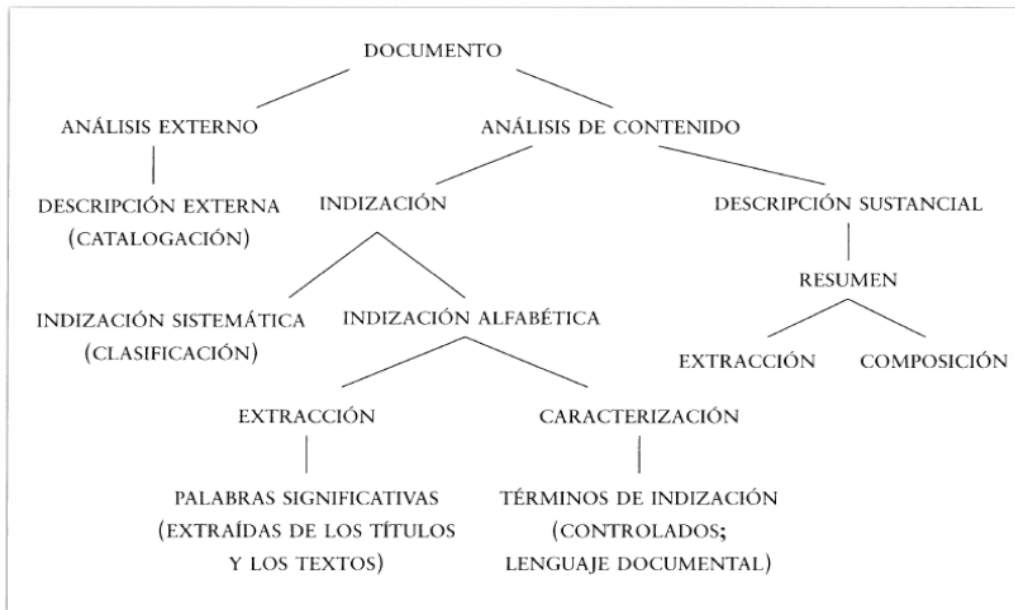 DOCUMENTO
ANÁLISIS EXTERNO
ANÁLISIS DE CONTENIDO
DESCRIPCIÓN EXTERNA
(CATALOGACIÓN)
INDIZACIÓN
DESCRIPCIÓN SUSTANCIAL
RESUMEN
INDIZACIÓN SISTEMÁTICA
(CLASIFICACIÓN)
INDIZACIÓN ALFABÉTICA
EXTRACCIÓN
COMPOSICIÓN
EXTRACCIÓN
CARACTERIZACIÓN
PALABRAS SIGNIFICATIVAS
(EXTRAÍDAS DE LOS TÍTULOS
Y LOS TEXTOS)
TÉRMINOS DE INDIZACIÓN
(CONTROLADOS;
LENGUAJE DOCUMENTAL)